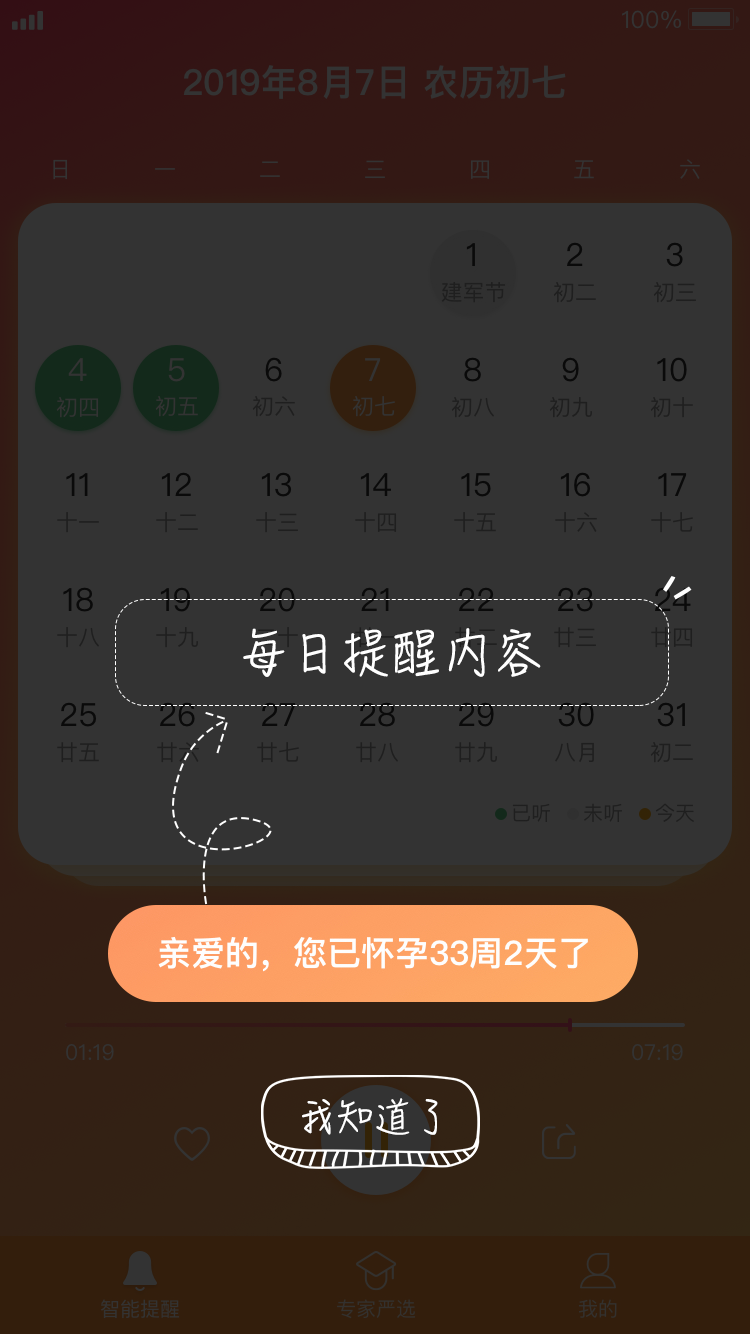 100%
2019年8月7日 农历初七
日 一 二 三 四 五 六
1 2 3
建军节 初二 初三
4 5 6 7 8 9 10
初四 初五 初六 初七 初八 初九 初十
11 12 13 14 15 16 17
十一 十二 十三 十四 十五 十六 十七
18 19 20 21 22 23 24
十八 十九 廿三 廿四
每日提醒内容
25 26 27 28 29 30 31
廿五 廿六 廿七 廿八 廿九 八月 初二
已听 未听 今天
亲爱的，您已怀孕33周2天了
01:19 07:19
我知道了
智能提醒 专家严选 我的